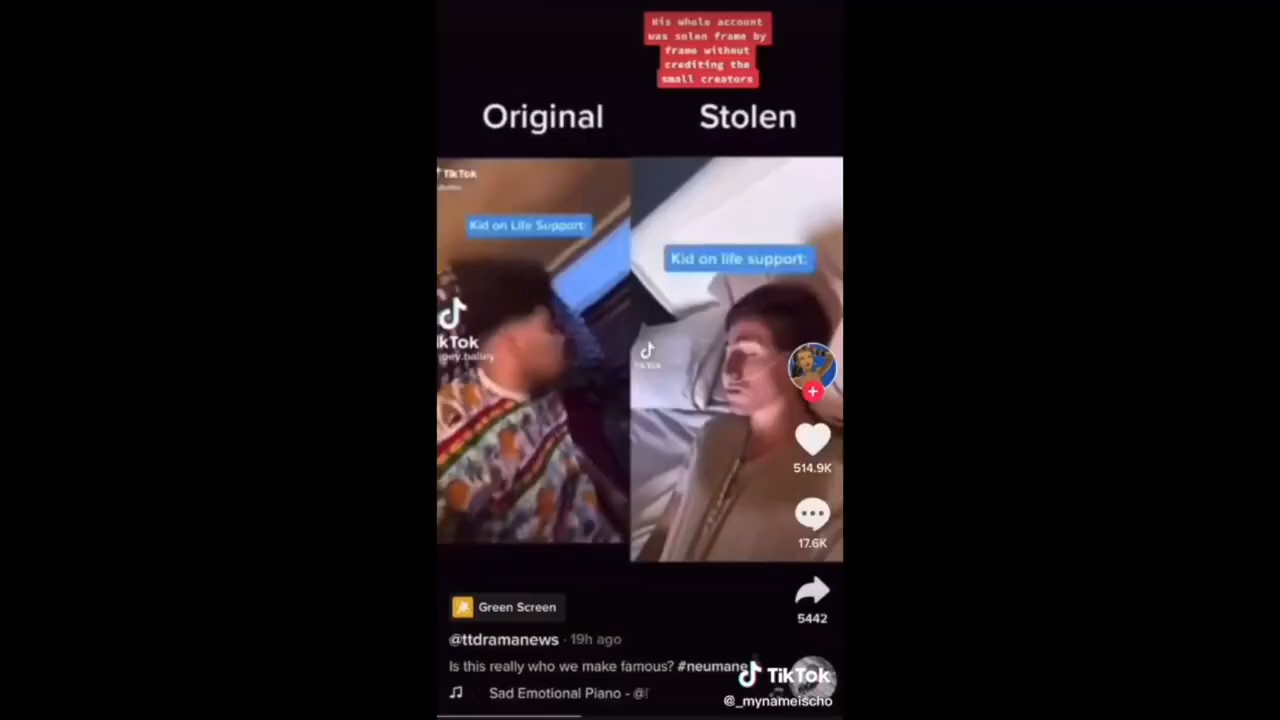 His whole account
was solen frame by
frame without
crediting the
small creators
Original
Stolen
TikTok
Kid on Life Support:
Kid on life support:
TikTok
514.9K
17.6K
5442
Green Screen
@ttdramanews · 19h ago
Is this really who we make famous? #neumane
Sad Emotional Piano - @
TikTok
@_mynameischo